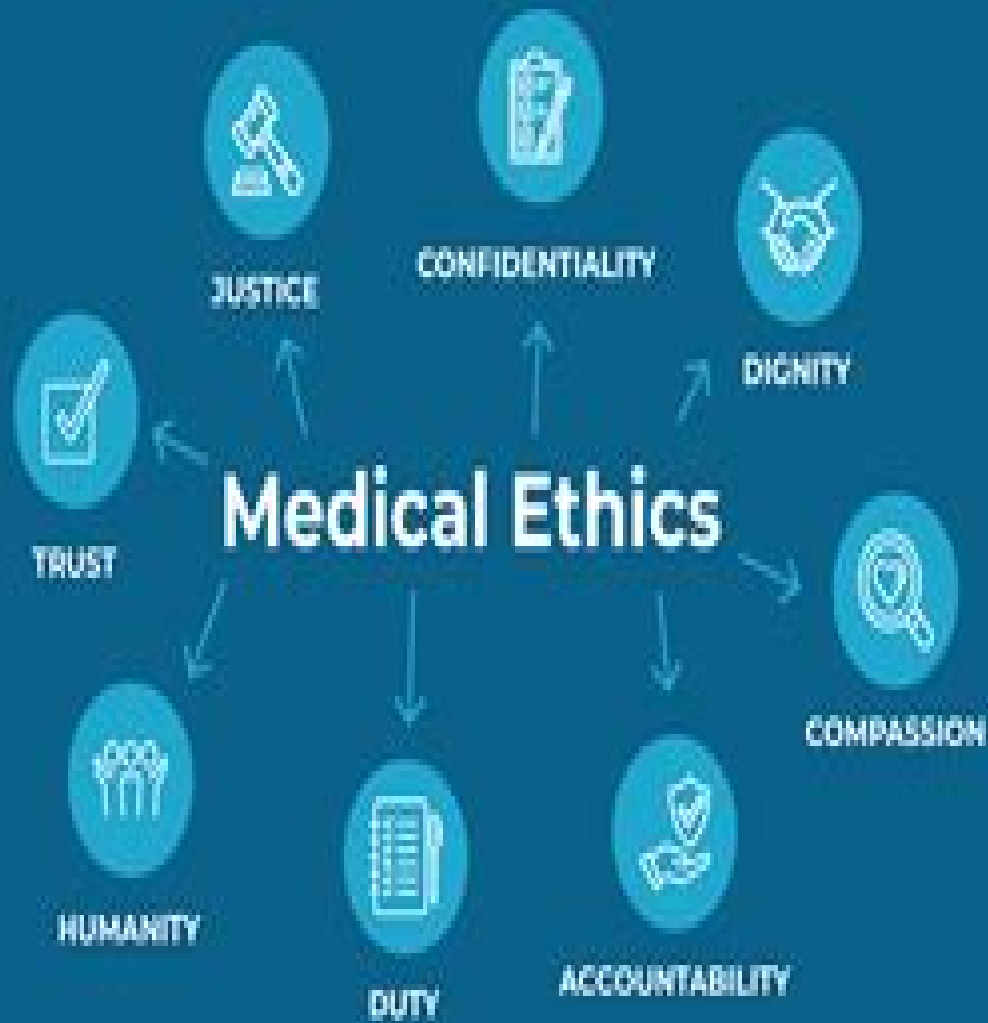 CONFIDENTIALITY
JUSTICE
DIGNITY
Medical Ethics
TRUST
COMPASSION
HUMANITY
ACCOUNTABILITY
DUTY